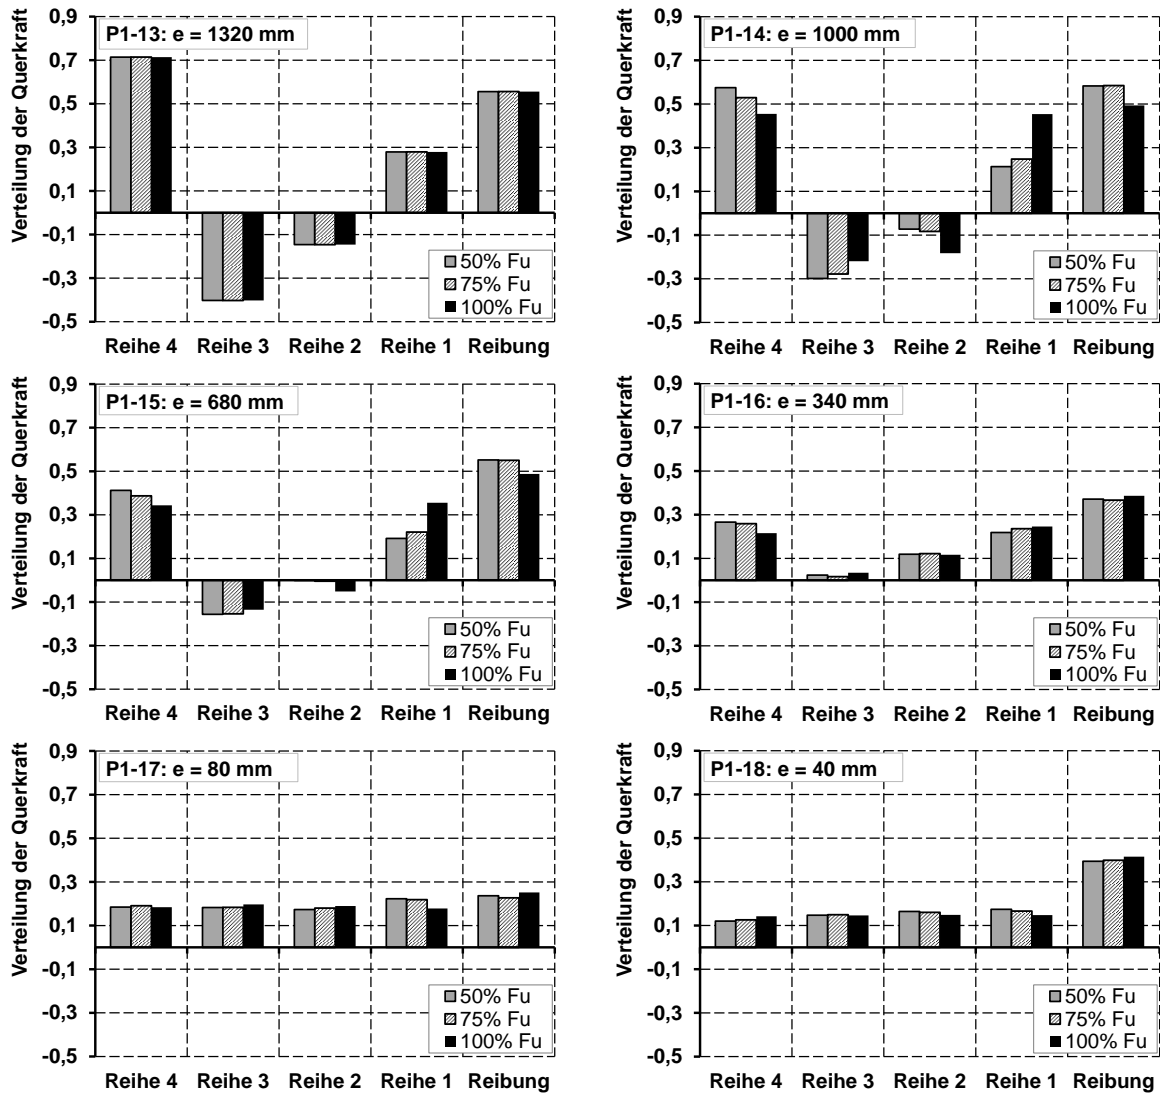 P1-13: e = 1320 mm
Verteilung der Querkraft
0,9
0,7
0,5
0,3
0,1
-0,1
-0,3
-0,5
50% Fu
75% Fu
100% Fu
Reihe 4 Reihe 3 Reihe 2 Reihe 1 Reibung
P1-14: e = 1000 mm
Verteilung der Querkraft
0,9
0,7
0,5
0,3
0,1
-0,1
-0,3
-0,5
50% Fu
75% Fu
100% Fu
Reihe 4 Reihe 3 Reihe 2 Reihe 1 Reibung
P1-15: e = 680 mm
Verteilung der Querkraft
0,9
0,7
0,5
0,3
0,1
-0,1
-0,3
-0,5
50% Fu
75% Fu
100% Fu
Reihe 4 Reihe 3 Reihe 2 Reihe 1 Reibung
P1-16: e = 340 mm
Verteilung der Querkraft
0,9
0,7
0,5
0,3
0,1
-0,1
-0,3
-0,5
50% Fu
75% Fu
100% Fu
Reihe 4 Reihe 3 Reihe 2 Reihe 1 Reibung
P1-17: e = 80 mm
Verteilung der Querkraft
0,9
0,7
0,5
0,3
0,1
-0,1
-0,3
-0,5
50% Fu
75% Fu
100% Fu
Reihe 4 Reihe 3 Reihe 2 Reihe 1 Reibung
P1-18: e = 40 mm
Verteilung der Querkraft
0,9
0,7
0,5
0,3
0,1
-0,1
-0,3
-0,5
50% Fu
75% Fu
100% Fu
Reihe 4 Reihe 3 Reihe 2 Reihe 1 Reibung